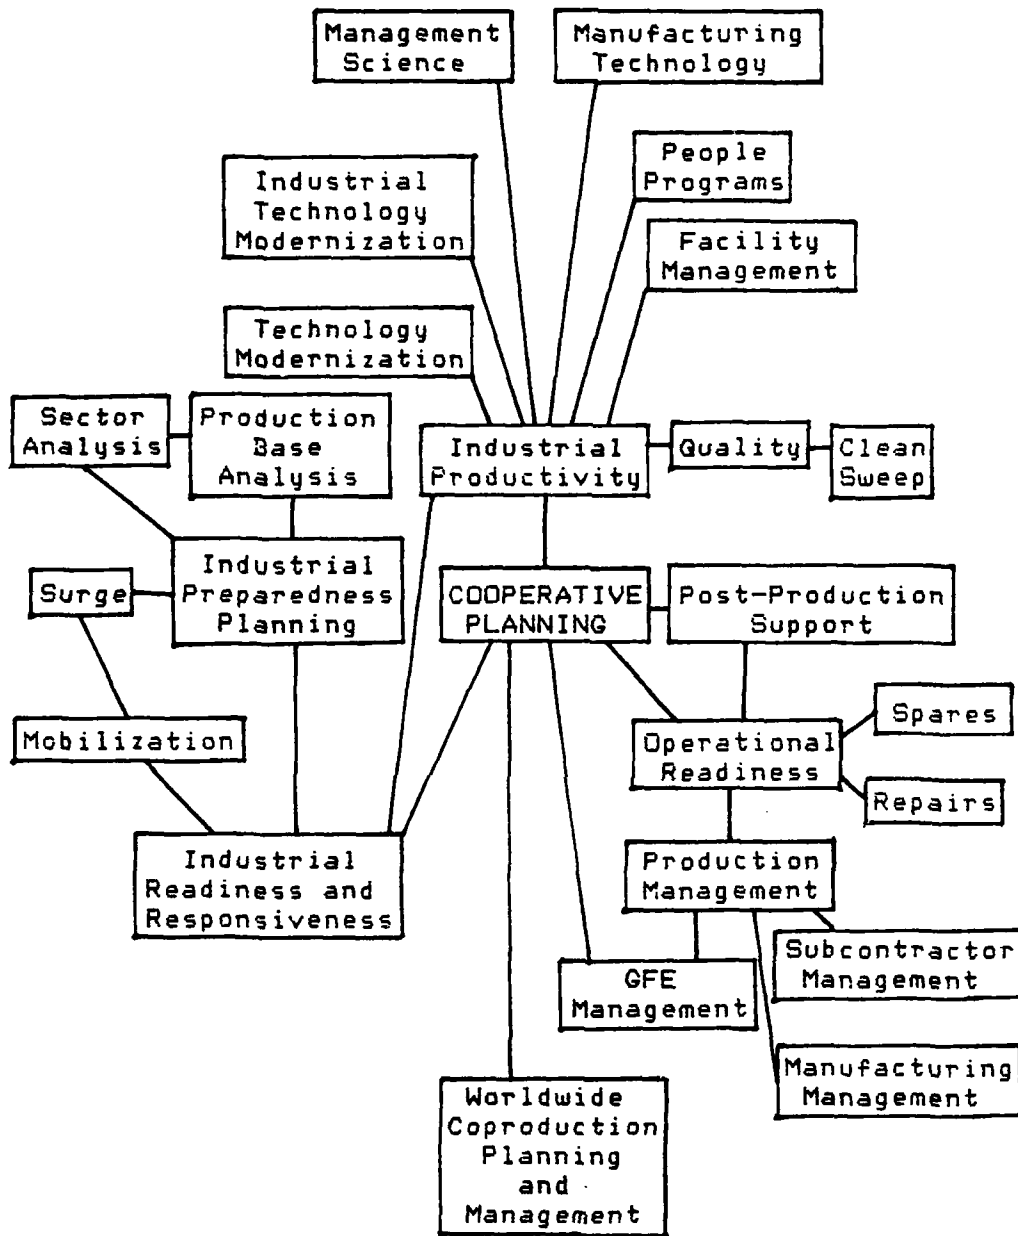 Management
Science
Manufacturing
Technology
People
Programs
Industrial
Technology
Modernization
Facility
Management
Technology
Modernization
Sector
Analysis
Production
Base
Analysis
Industrial
Productivity
Quality
Clean
Sweep
Surge
Industrial
Preparedness
Planning
COOPERATIVE
PLANNING
Post-Production
Support
Mobilization
Operational
Readiness
Spares
Repairs
Industrial
Readiness and
Responsiveness
Production
Management
Subcontractor
Management
GFE
Management
Manufacturing
Management
Worldwide
Coproduction
Planning
and
Management